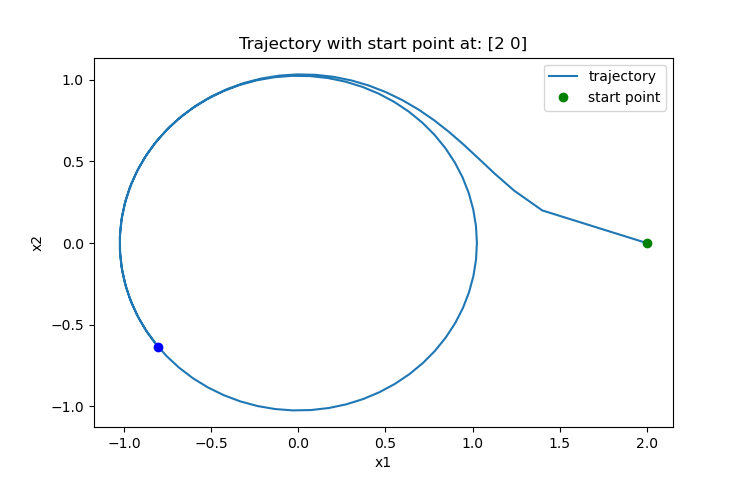 Trajectory with start point at: [2 0]
trajectory
start point
1.0
0.5
0.0
−0.5
−1.0
x2
−1.0 −0.5 0.0 0.5 1.0 1.5 2.0
x1